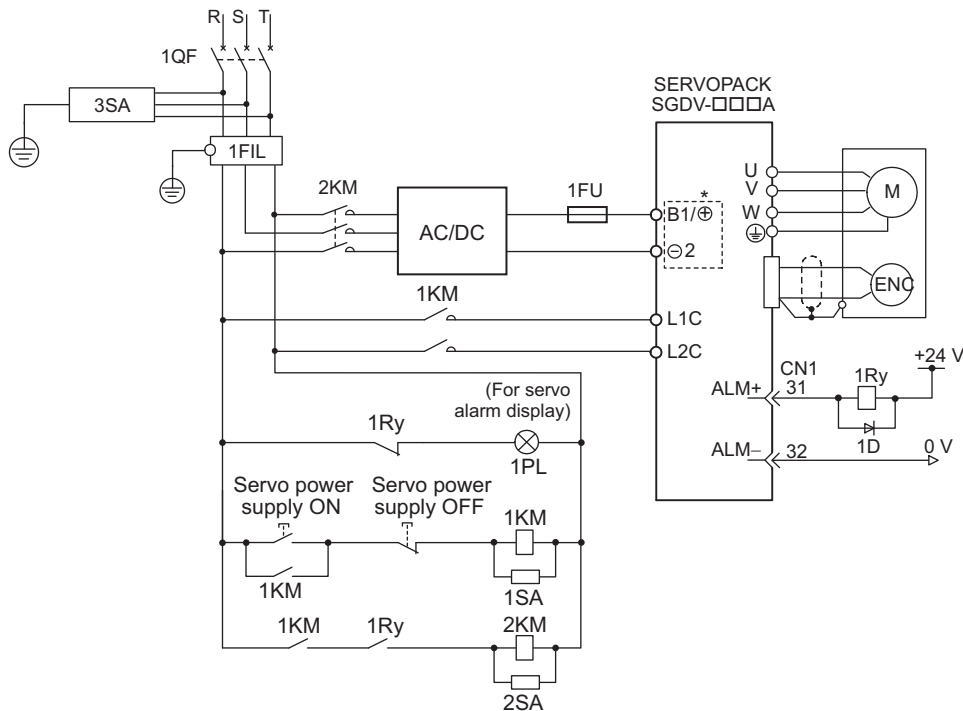 R S T
1QF
3SA
1FIL
2KM
AC/DC
1FU
SERVOPACK
SGDV-□□□A
*
B1/⊕
⊖2
U
V
W
M
ENC
1KM
L1C
L2C
CN1
+24 V
ALM+
31
1Ry
1D
ALM−
32
0 V
(For servo
alarm display)
1Ry
1PL
Servo power
supply ON
Servo power
supply OFF
1KM
1KM
1SA
1KM
1Ry
2KM
2SA